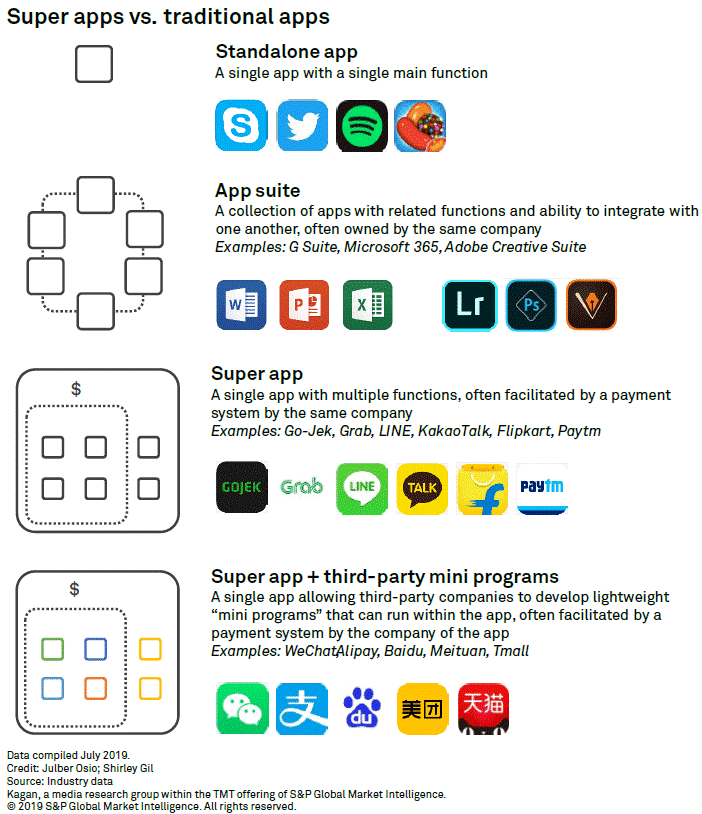 Super apps vs. traditional apps
Standalone app
A single app with a single main function
App suite
A collection of apps with related functions and ability to integrate with
one another, often owned by the same company
Examples: G Suite, Microsoft 365, Adobe Creative Suite
W
P
X
Lr
Ps
$
Super app
A single app with multiple functions, often facilitated by a payment
system by the same company
Examples: Go-Jek, Grab, LINE, KakaoTalk, Flipkart, Paytm
GOJEK
Grab
LINE
TALK
f
paytm
$
Super app + third-party mini programs
A single app allowing third-party companies to develop lightweight
“mini programs” that can run within the app, often facilitated by a
payment system by the company of the app
Examples: WeChat,Alipay, Baidu, Meituan, Tmall
支
du
美团
天猫
Data compiled July 2019.
Credit: Julber Osio; Shirley Gil
Source: Industry data
Kagan, a media research group within the TMT offering of S&P Global Market Intelligence.
© 2019 S&P Global Market Intelligence. All rights reserved.